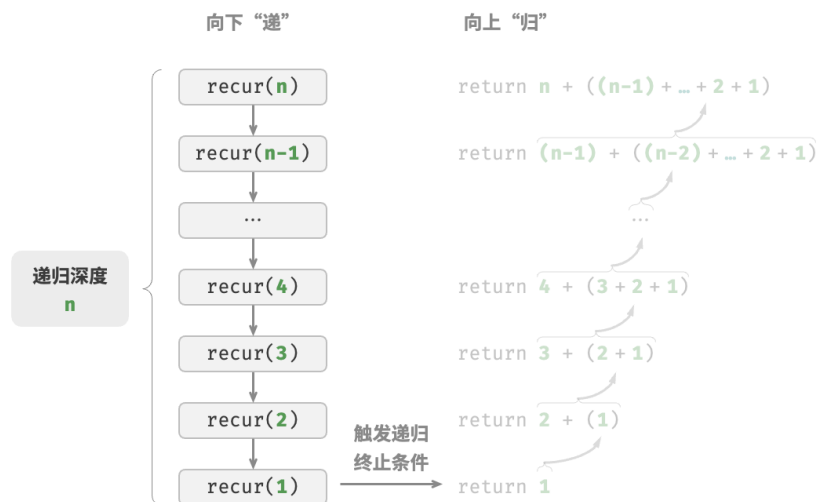 向下“递”
向上“归”
recur(n)
return n + ((n-1) + … + 2 + 1)
recur(n-1)
return (n-1) + ((n-2) + … + 2 + 1)
…
…
递归深度
n
recur(4)
return 4 + (3 + 2 + 1)
recur(3)
return 3 + (2 + 1)
recur(2)
return 2 + (1)
触发递归
终止条件
recur(1)
return 1